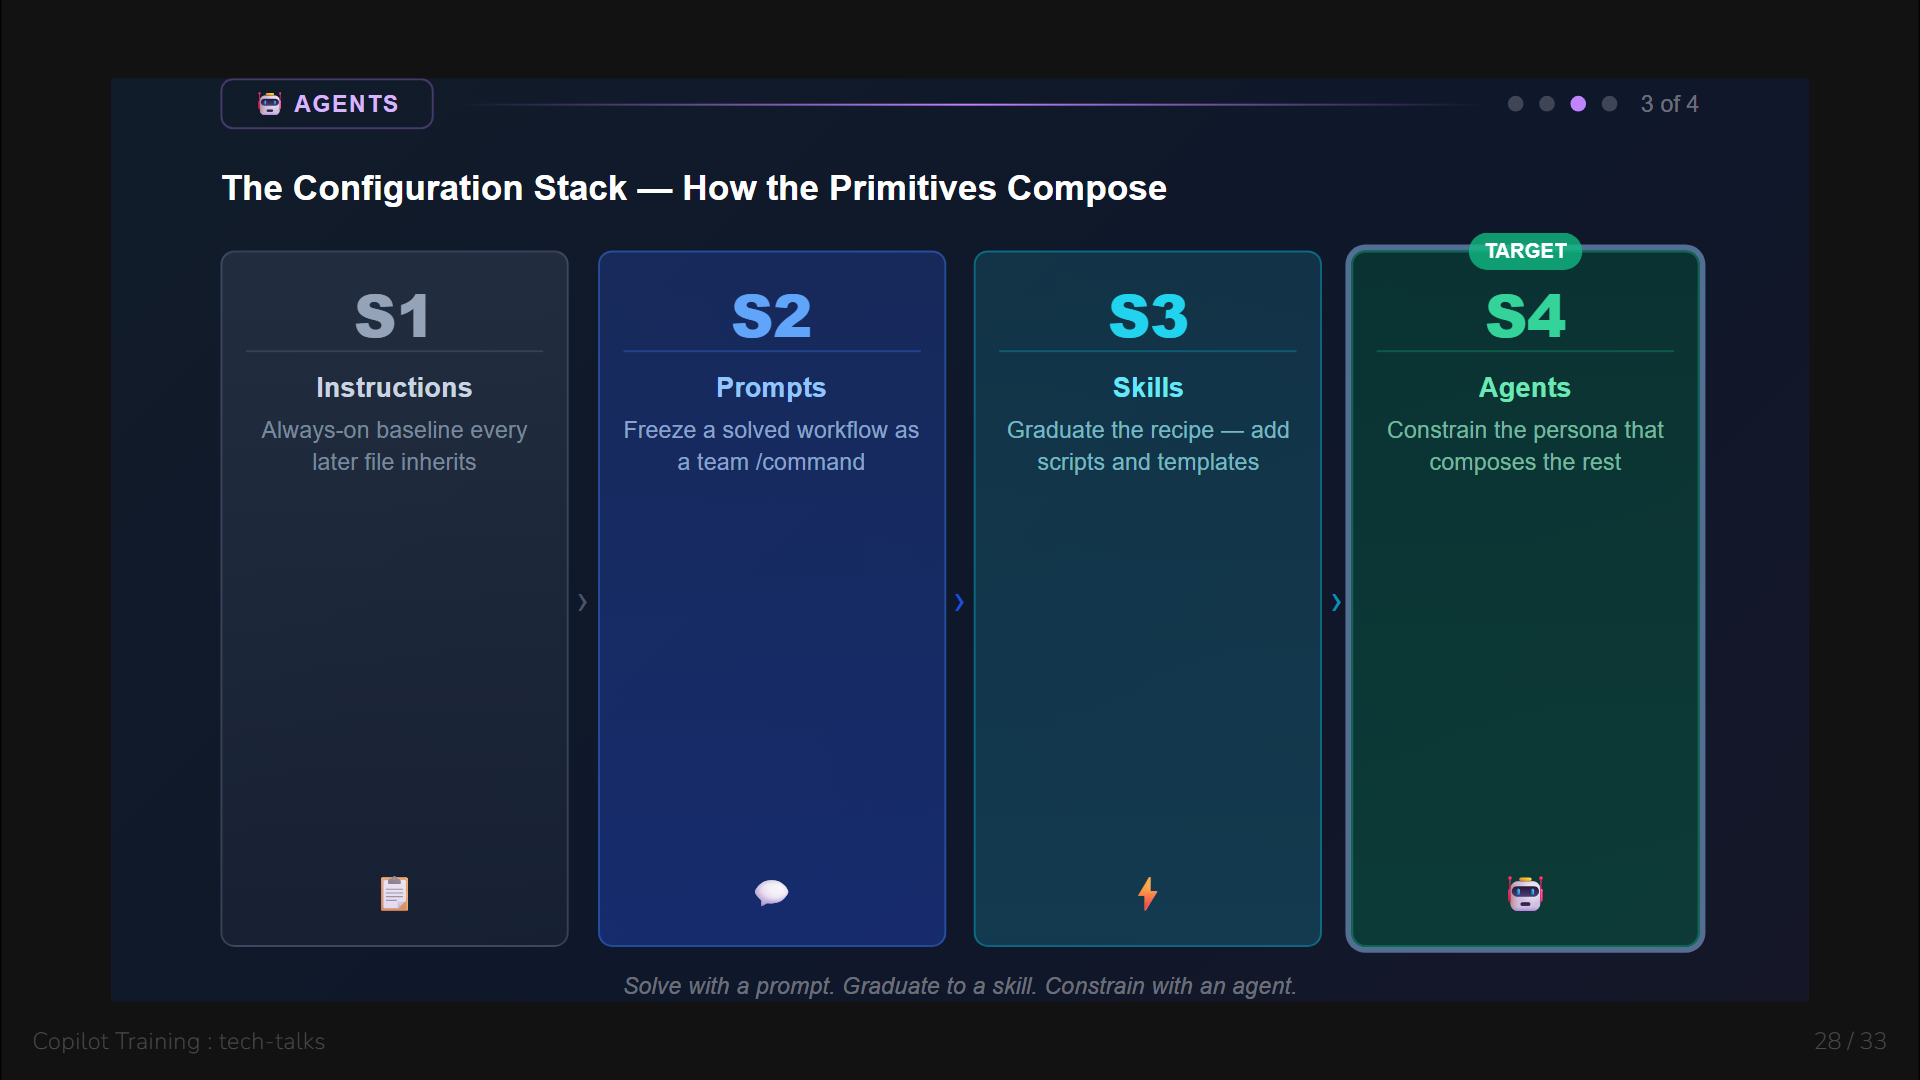 AGENTS
3 of 4
The Configuration Stack — How the Primitives Compose
TARGET
S1
Instructions
Always-on baseline every
later file inherits
S2
Prompts
Freeze a solved workflow as
a team /command
S3
Skills
Graduate the recipe — add
scripts and templates
S4
Agents
Constrain the persona that
composes the rest
Solve with a prompt. Graduate to a skill. Constrain with an agent.
Copilot Training : tech-talks
28 / 33